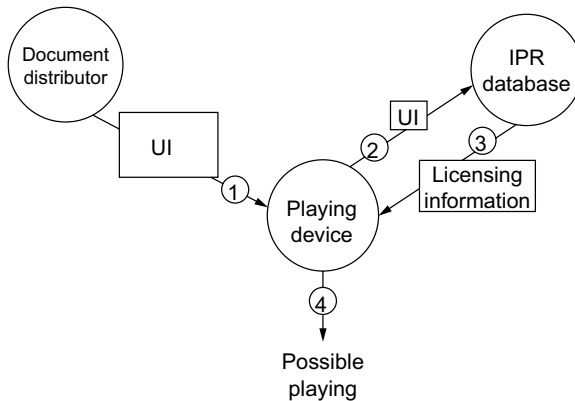 Document
distributor
UI
1
Playing
device
2
UI
IPR
database
3
Licensing
information
4
Possible
playing